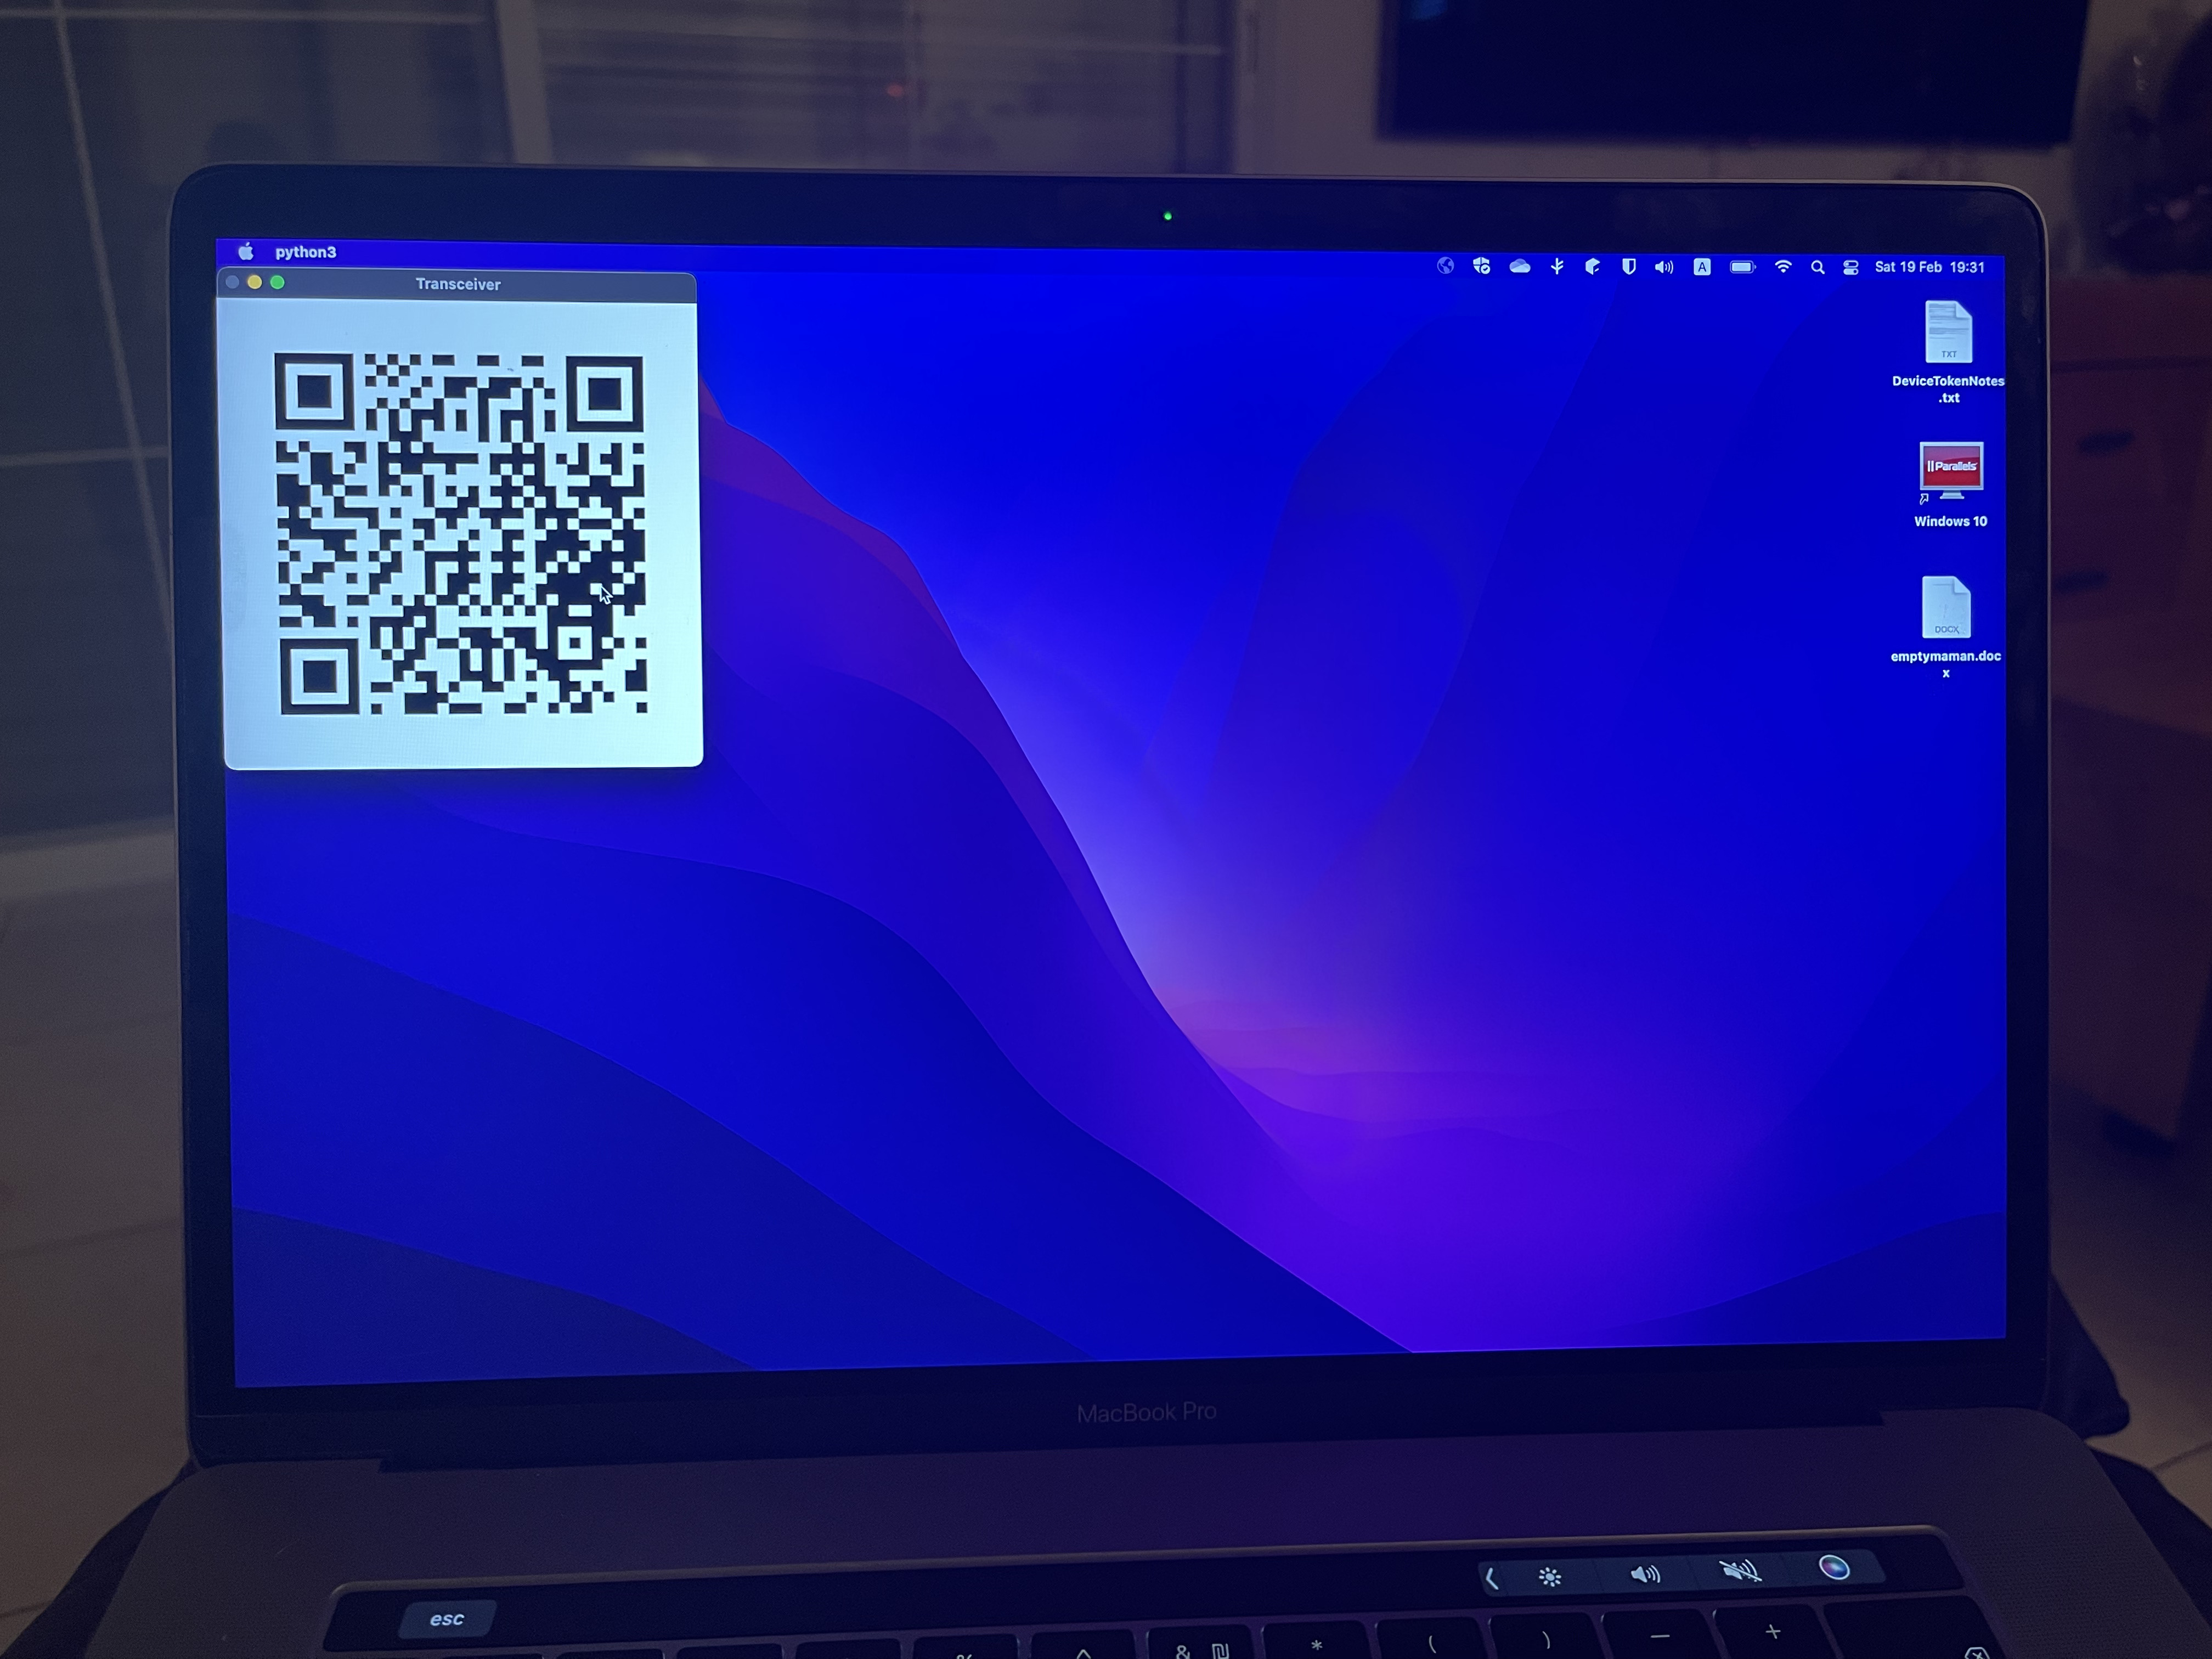 python3
Sat 19 Feb 19:31
Transceiver
TXT
DeviceTokenNotes
.txt
|| Parallels
Windows 10
DOCX
emptymaman.doc
x
MacBook Pro
esc
% ^ & ₪ * ( ) — +